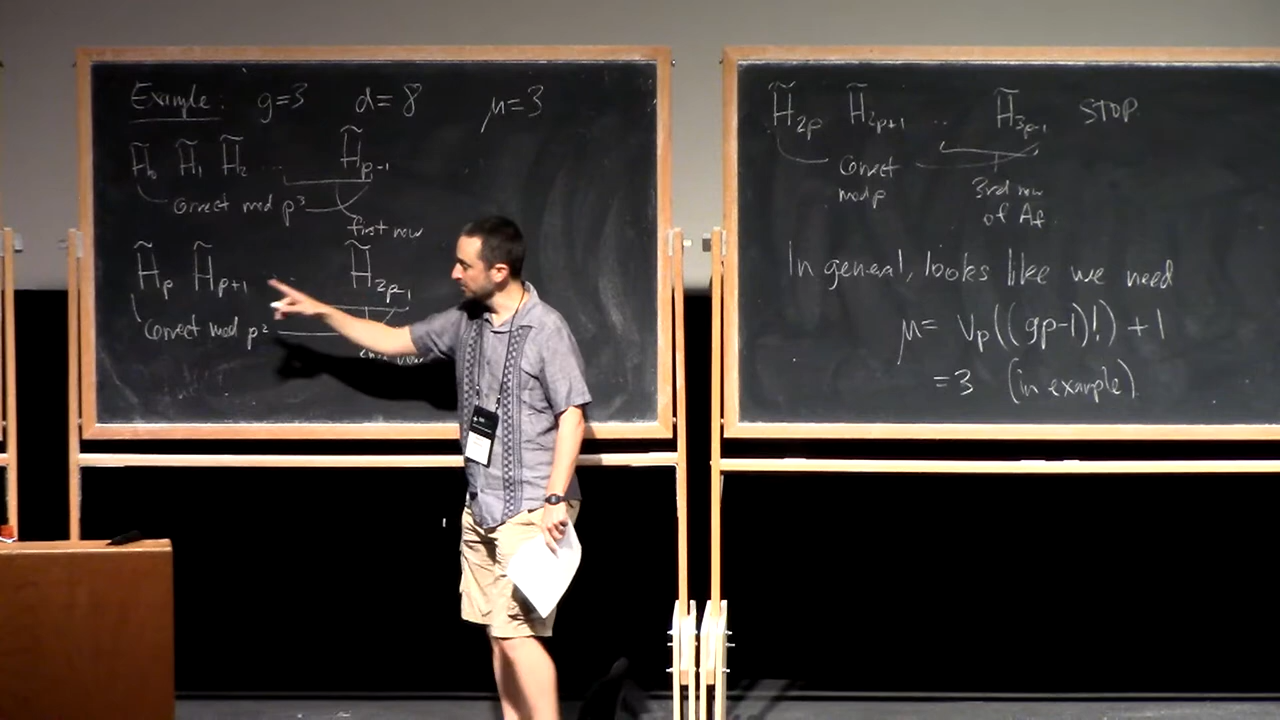 Example: g=3 d=8 μ=3
H̃₀ H̃₁ H̃₂ ... H̃ₚ₋₁
correct mod p³
first row
H̃ₚ H̃ₚ₊₁ H̃₂ₚ₋₁
correct mod p²
H̃₂ₚ H̃₂ₚ₊₁ .. H̃₃ₚ₋₁ STOP
correct
mod p
3rd row
of A_f
In general, looks like we need
μ= vₚ((gp-1)!) +1
=3 (in example)